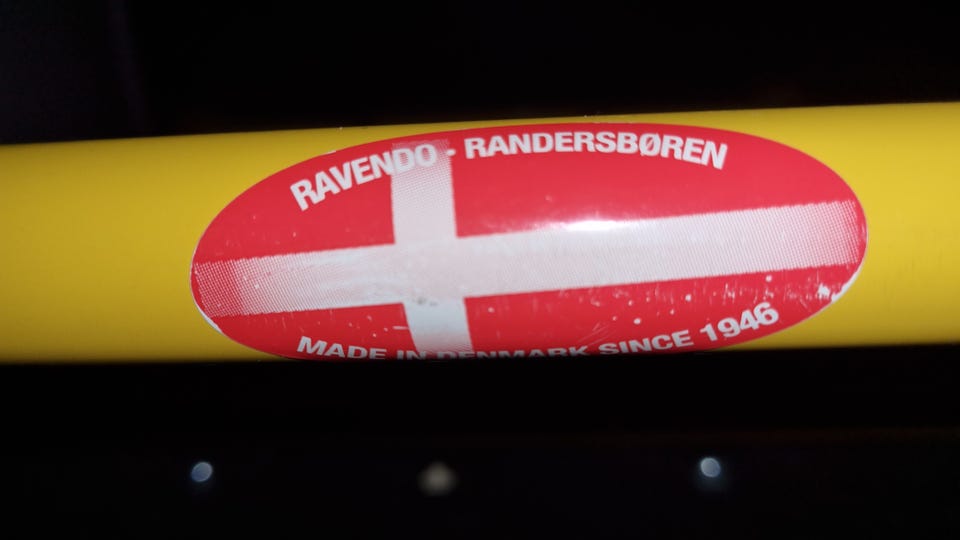 RAVENDO - RANDERSBØREN
MADE IN DENMARK SINCE 1946